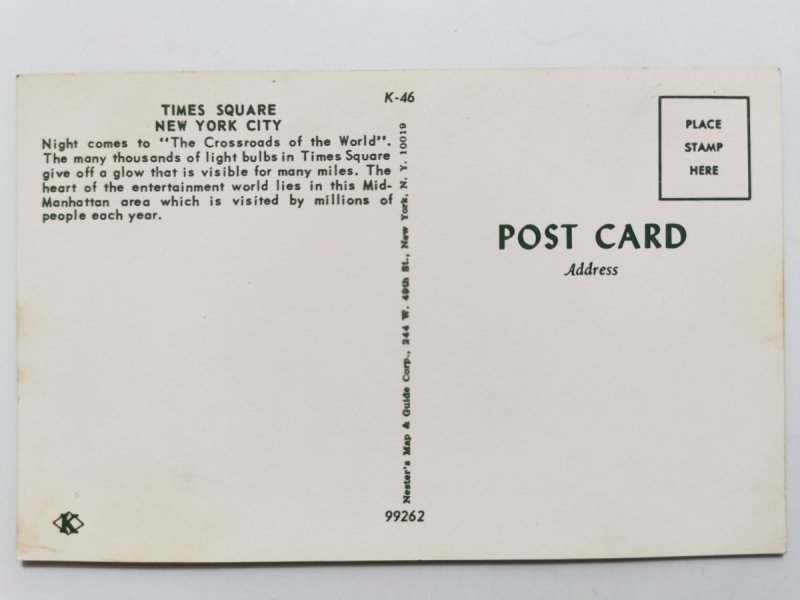 TIMES SQUARE
NEW YORK CITY
Night comes to "The Crossroads of the World".
The many thousands of light bulbs in Times Square
give off a glow that is visible for many miles. The
heart of the entertainment world lies in this Mid-
Manhattan area which is visited by millions of
people each year.
K-46
Nester's Map & Guide Corp., 244 W. 49th St., New York, N. Y. 10019
99262
K
PLACE
STAMP
HERE
POST CARD
Address